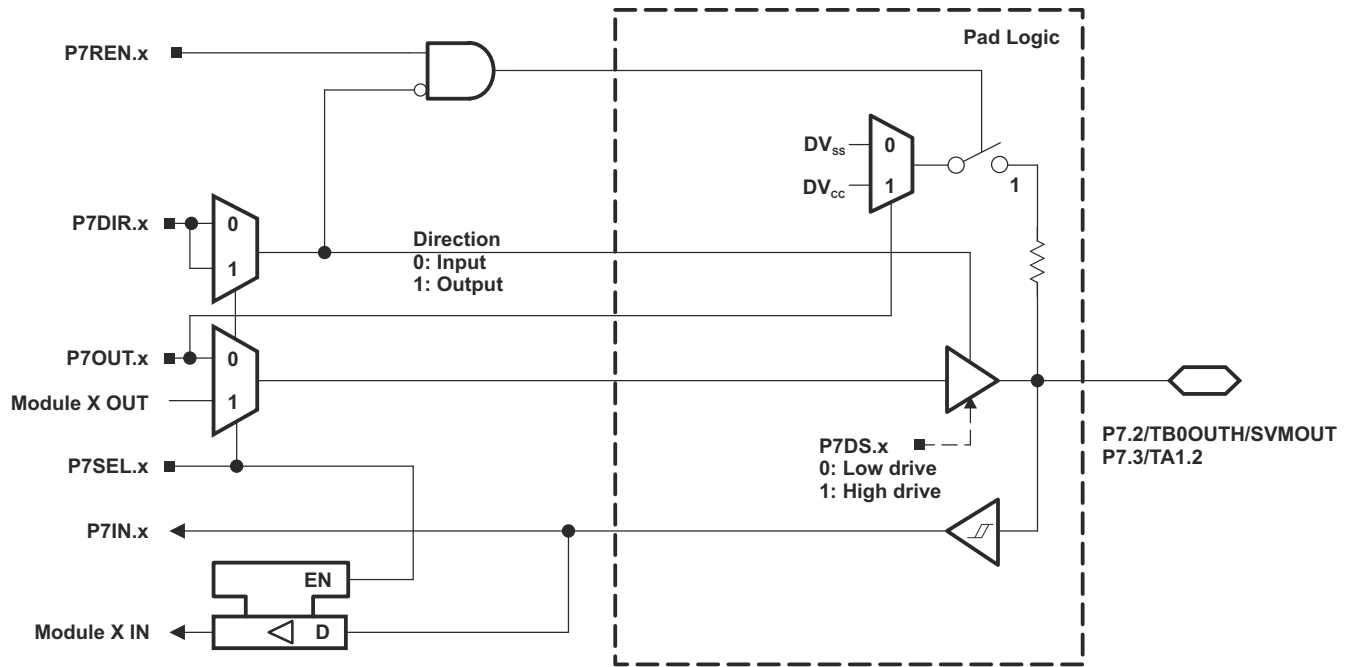 Pad Logic
P7REN.x
DVss
0
DVcc
1
1
P7DIR.x
0
1
Direction
0: Input
1: Output
P7OUT.x
0
Module X OUT
1
P7.2/TB0OUTH/SVMOUT
P7.3/TA1.2
P7DS.x
0: Low drive
1: High drive
P7SEL.x
P7IN.x
EN
Module X IN
D